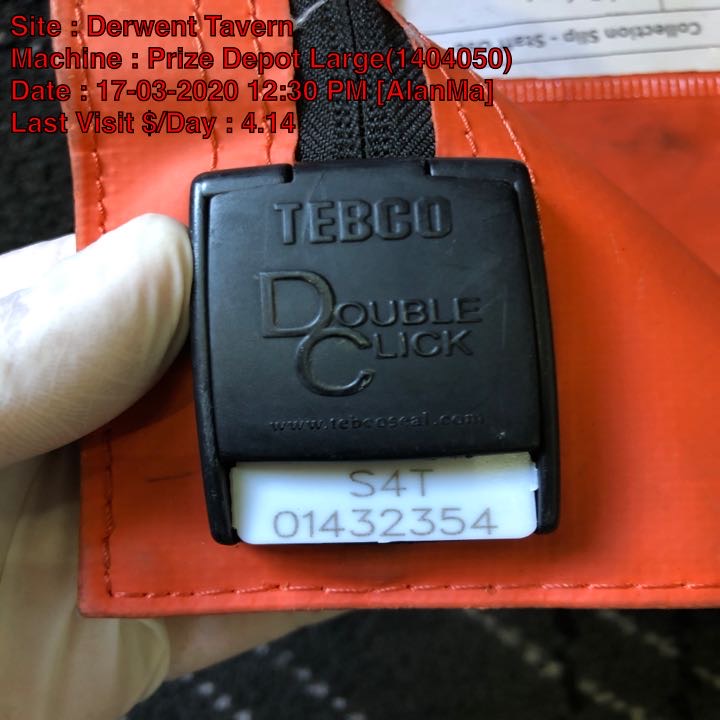 Site : Derwent Tavern
Machine : Prize Depot Large(1404050)
Date : 17-03-2020 12:30 PM [AlanMa]
Last Visit $/Day : 4.14
Collection Slip - Staff
TEBCO
DOUBLE
CLICK
www.tebcoseal.com
S4T
01432354